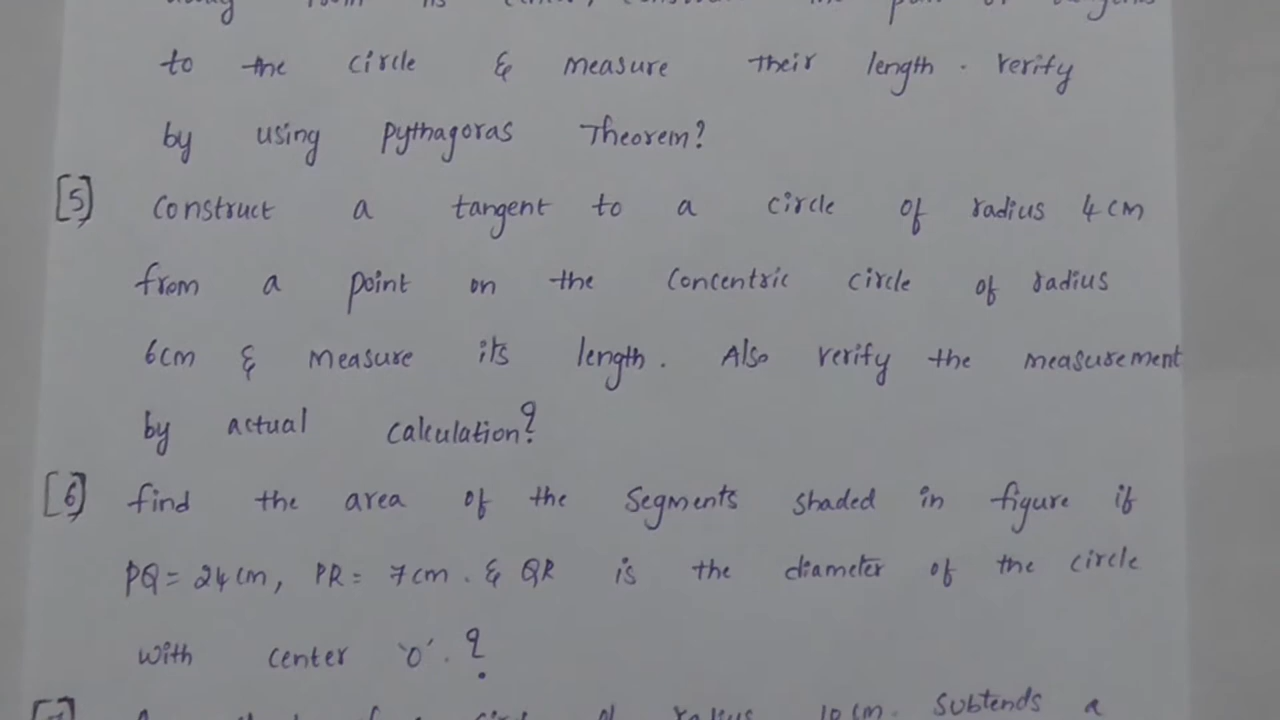 to the circle & measure their length. verify
by using pythagoras Theorem?
[5] Construct a tangent to a circle of radius 4cm
from a point on the Concentric circle of radius
6cm & measure its length. Also verify the measurement
by actual calculation?
[6] find the area of the Segments shaded in figure if
PQ = 24cm, PR = 7cm. & QR is the diameter of the circle
with center 'O'.?
circle of radius 10cm. subtends a